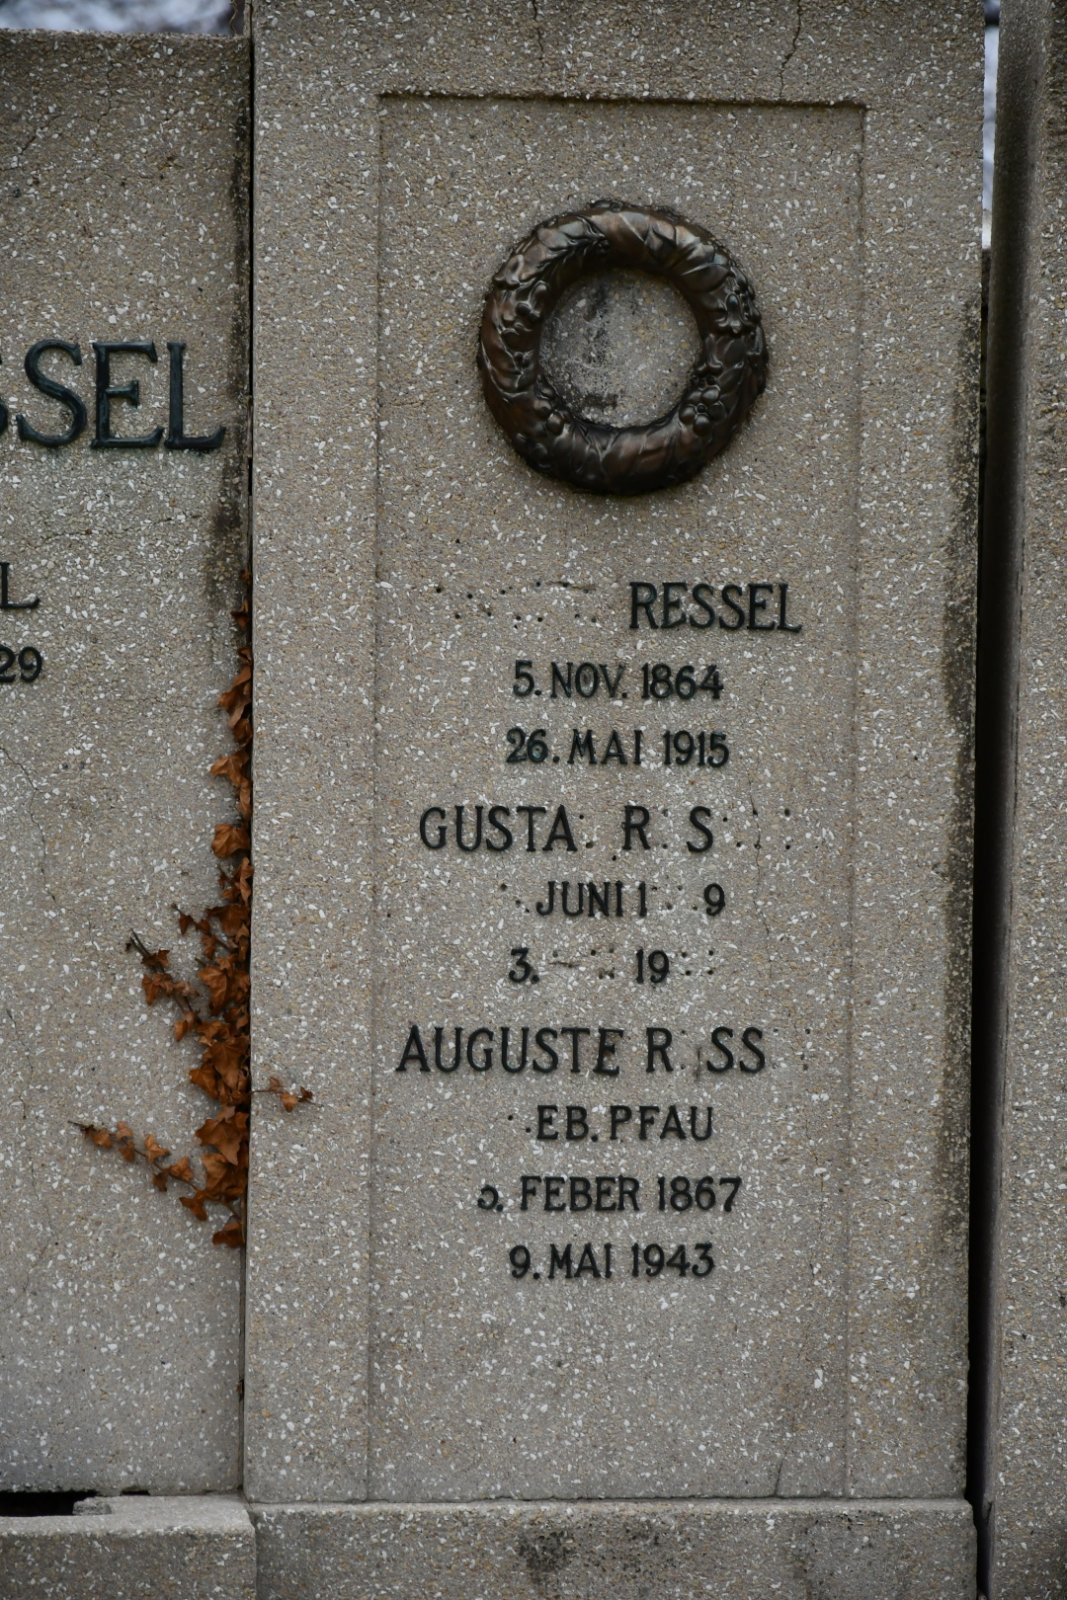 SSEL
L
29
RESSEL
5. NOV. 1864
26. MAI 1915
GUSTA R S
JUNI 1 9
3. 19
AUGUSTE R SS
EB. PFAU
FEBER 1867
9. MAI 1943